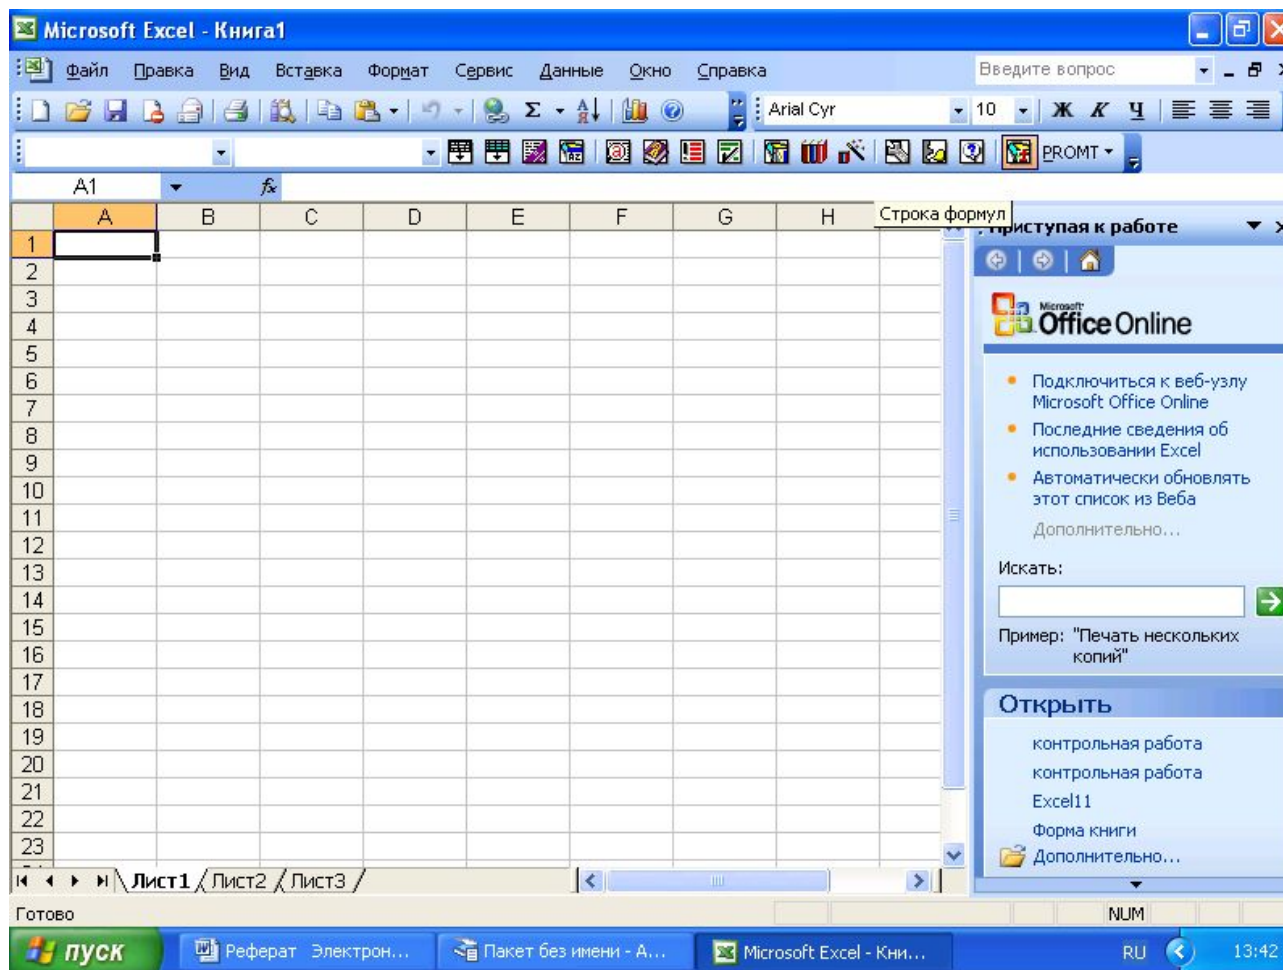 Microsoft Excel - Книга1
Файл Правка Вид Вставка Формат Сервис Данные Окно Справка Введите вопрос
Arial Cyr 10 Ж К Ч
PROMT
A1 fx
A B C D E F G H Строка формул
Приступая к работе
1
2
3
4
5
6
7
8
9
10
11
12
13
14
15
16
17
18
19
20
21
22
23
Microsoft
Office Online
Подключиться к веб-узлу
Microsoft Office Online
Последние сведения об
использовании Excel
Автоматически обновлять
этот список из Веба
Дополнительно...
Искать:
Пример: "Печать нескольких
копий"
Открыть
контрольная работа
контрольная работа
Excel11
Форма книги
Дополнительно...
Лист1 Лист2 Лист3
Готово NUM
пуск Реферат Электрон... Пакет без имени - A... Microsoft Excel - Кни... RU 13:42